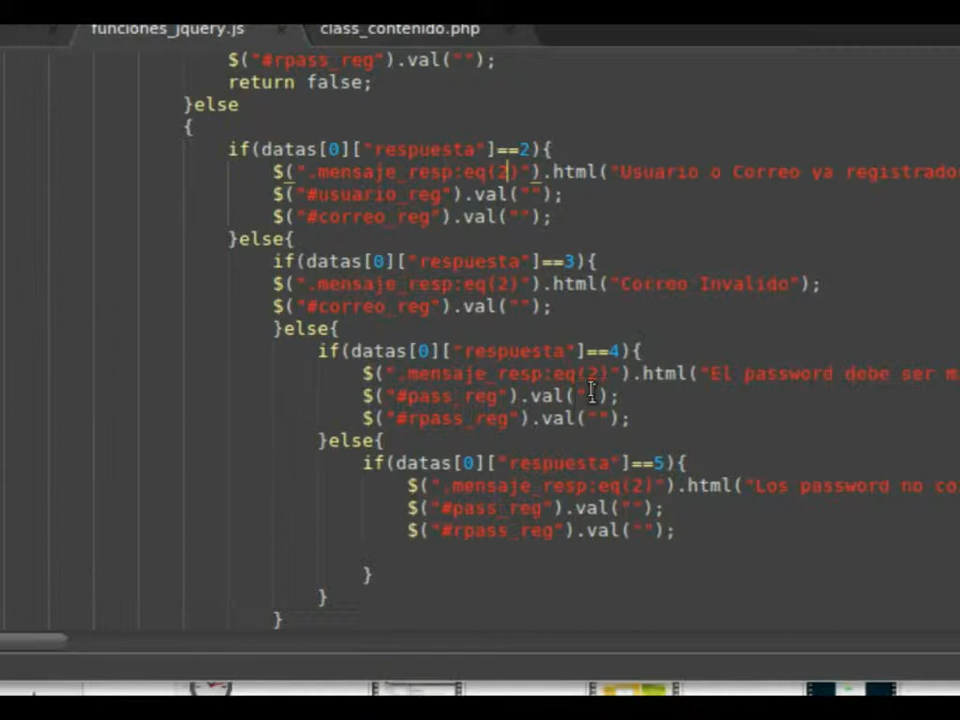 funciones_jquery.js class_contenido.php
$("#rpass_reg").val("");
return false;
}else
{
if(datas[0]["respuesta"]==2){
$(".mensaje_resp:eq(2)").html("Usuario o Correo ya registrado
$("#usuario_reg").val("");
$("#correo_reg").val("");
}else{
if(datas[0]["respuesta"]==3){
$(".mensaje_resp:eq(2)").html("Correo Invalido");
$("#correo_reg").val("");
}else{
if(datas[0]["respuesta"]==4){
$(".mensaje_resp:eq(2)").html("El password debe ser m
$("#pass_reg").val("");
$("#rpass_reg").val("");
}else{
if(datas[0]["respuesta"]==5){
$(".mensaje_resp:eq(2)").html("Los password no co
$("#pass_reg").val("");
$("#rpass_reg").val("");
}
}
}